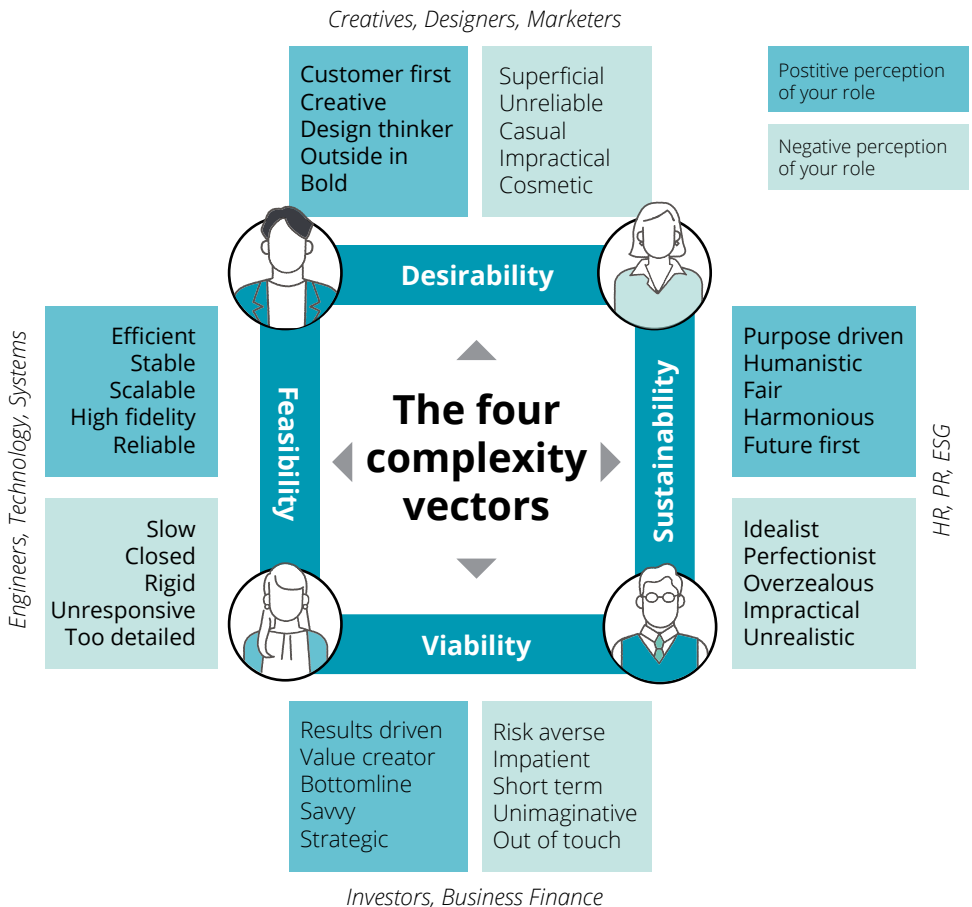 Creatives, Designers, Marketers
Customer first
Creative
Design thinker
Outside in
Bold
Superficial
Unreliable
Casual
Impractical
Cosmetic
Postitive perception
of your role
Negative perception
of your role
Desirability
Engineers, Technology, Systems
Efficient
Stable
Scalable
High fidelity
Reliable
Slow
Closed
Rigid
Unresponsive
Too detailed
Feasibility
The four
complexity
vectors
Sustainability
Purpose driven
Humanistic
Fair
Harmonious
Future first
Idealist
Perfectionist
Overzealous
Impractical
Unrealistic
HR, PR, ESG
Viability
Results driven
Value creator
Bottomline
Savvy
Strategic
Risk averse
Impatient
Short term
Unimaginative
Out of touch
Investors, Business Finance